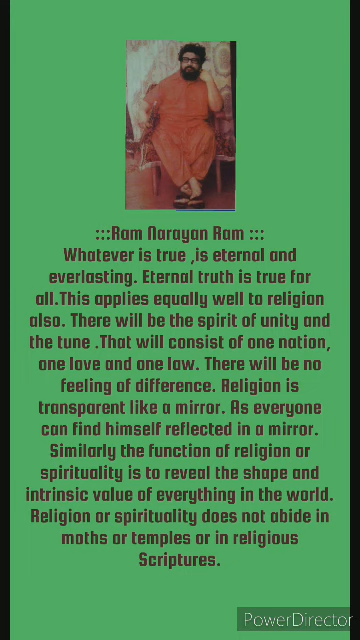 :::Ram Narayan Ram :::
Whatever is true ,is eternal and
everlasting. Eternal truth is true for
all.This applies equally well to religion
also. There will be the spirit of unity and
the tune .That will consist of one nation,
one love and one law. There will be no
feeling of difference. Religion is
transparent like a mirror. As everyone
can find himself reflected in a mirror.
Similarly the function of religion or
spirituality is to reveal the shape and
intrinsic value of everything in the world.
Religion or spirituality does not abide in
moths or temples or in religious
Scriptures.
PowerDirector